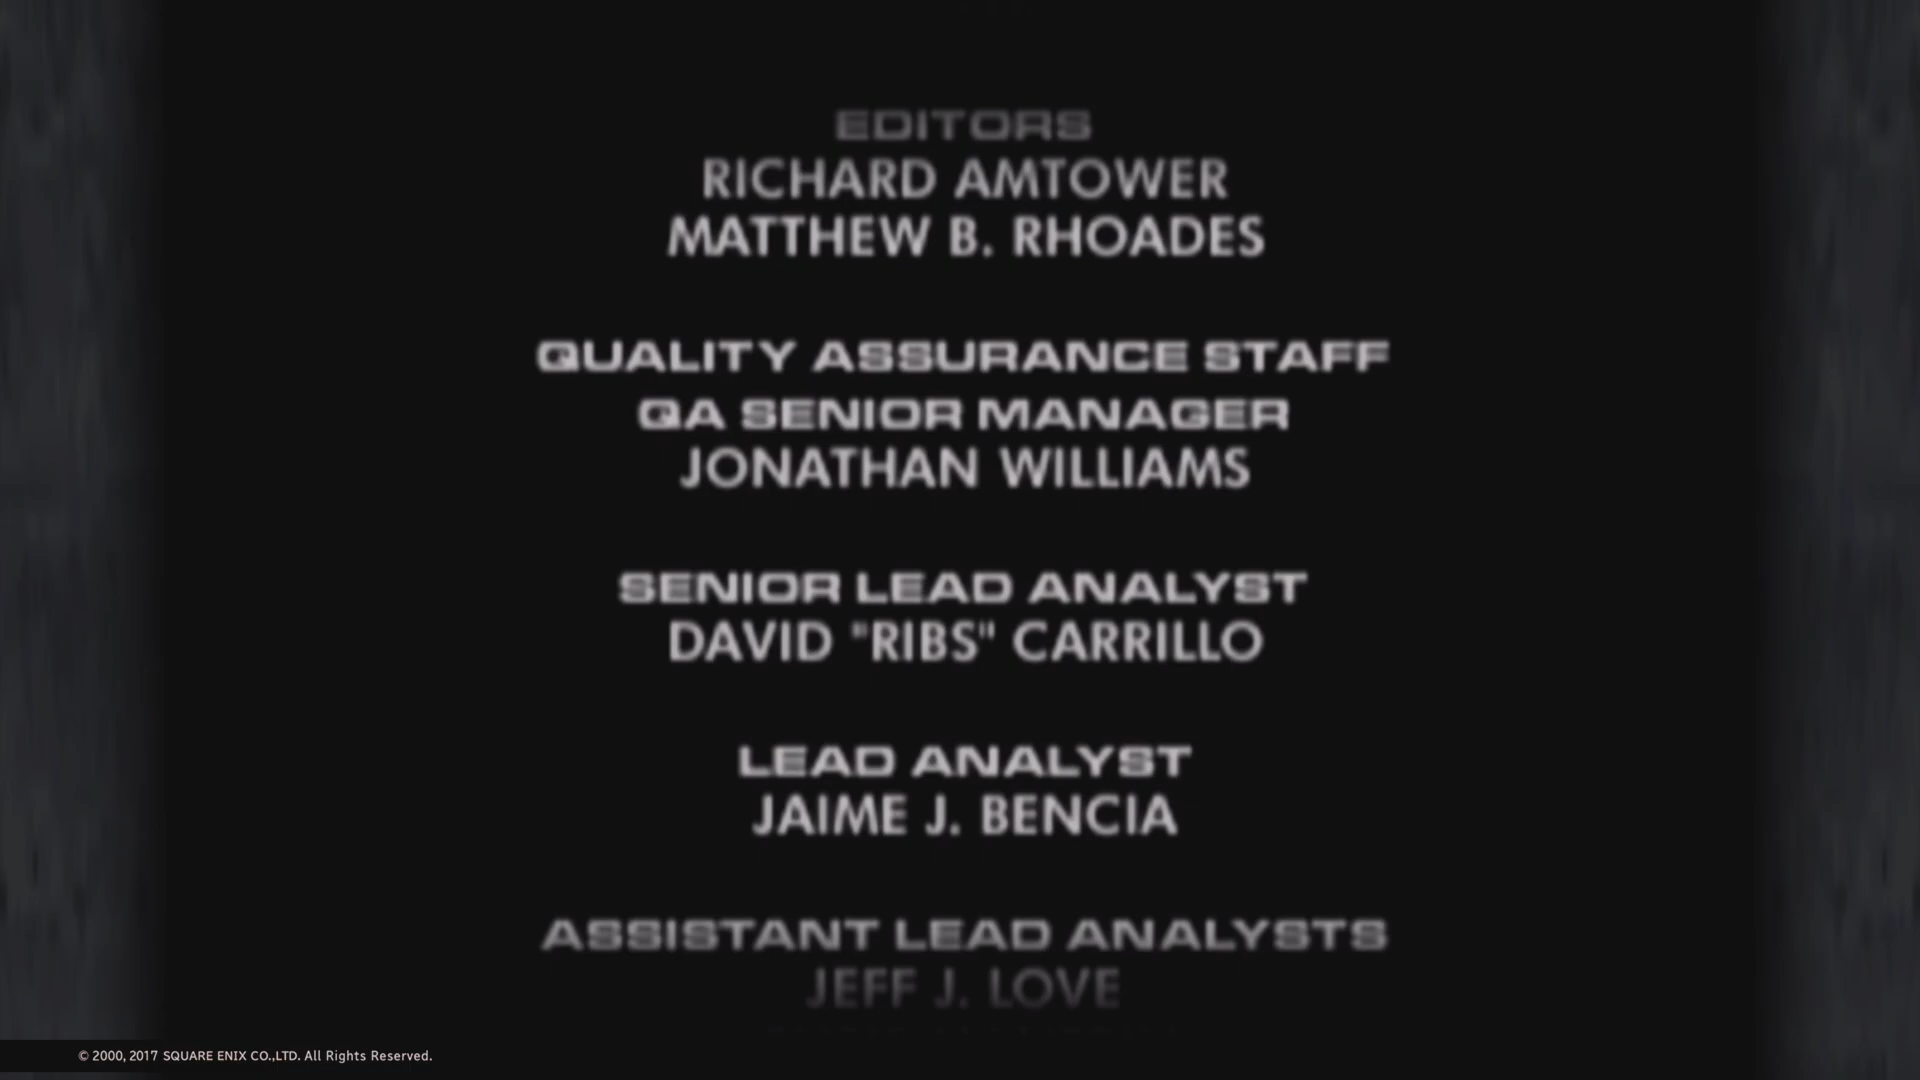 EDITORS
RICHARD AMTOWER
MATTHEW B. RHOADES
QUALITY ASSURANCE STAFF
QA SENIOR MANAGER
JONATHAN WILLIAMS
SENIOR LEAD ANALYST
DAVID "RIBS" CARRILLO
LEAD ANALYST
JAIME J. BENCIA
ASSISTANT LEAD ANALYSTS
JEFF J. LOVE
© 2000, 2017 SQUARE ENIX CO.,LTD. All Rights Reserved.